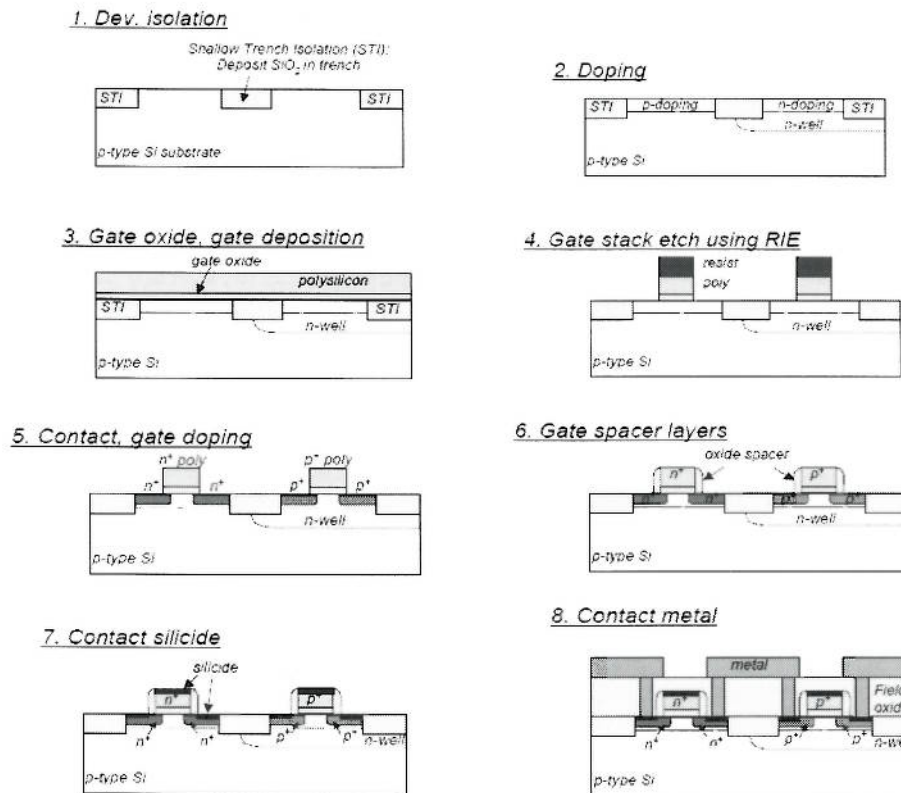 1. Dev. isolation
Shallow Trench Isolation (STI):
Deposit SiO2 in trench
STI
STI
p-type Si substrate
2. Doping
STI
p-doping
n-doping
STI
n-well
p-type Si
3. Gate oxide, gate deposition
gate oxide
polysilicon
STI
STI
n-well
p-type Si
4. Gate stack etch using RIE
resist
poly
n-well
p-type Si
5. Contact, gate doping
n+ poly
p+ poly
n+
n+
p+
p+
n-well
p-type Si
6. Gate spacer layers
oxide spacer
n+
p+
n+
p+
p+
n-well
p-type Si
7. Contact silicide
silicide
n+
p+
n+
n+
p+
p+
n-well
p-type Si
8. Contact metal
metal
n+
p+
Field
oxid
n+
n+
p+
p+
n-we
p-type Si